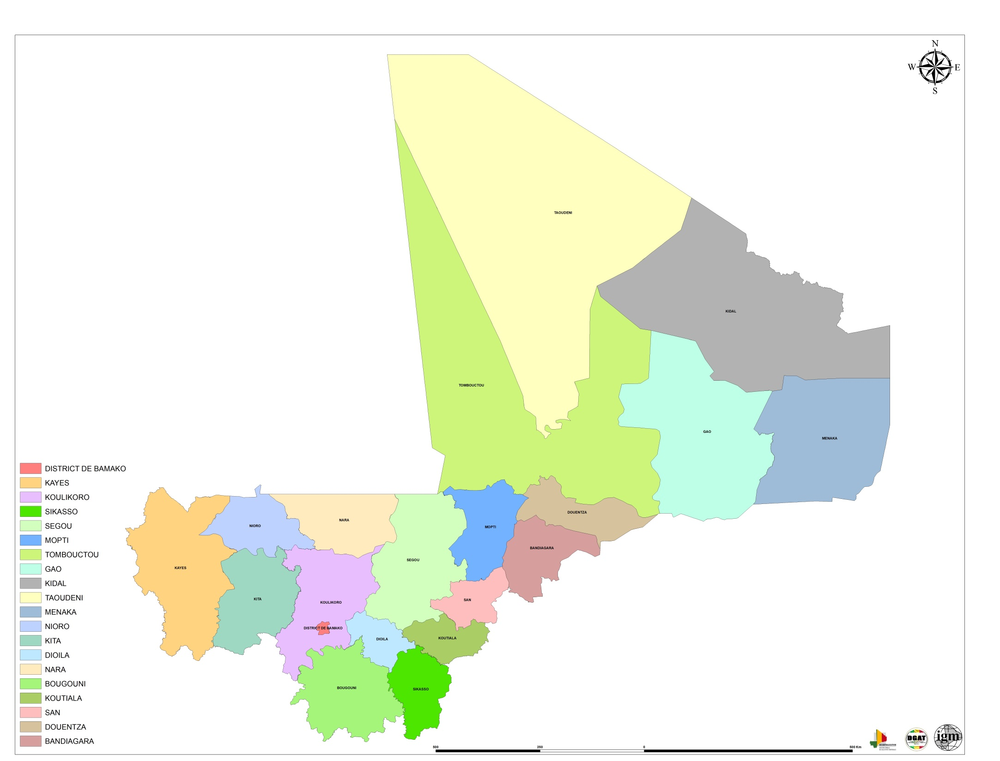 N
W E
S
TAOUDENI
KIDAL
TOMBOUCTOU
GAO
MENAKA
DOUENTZA
NARA
NIORO
MOPTI
BANDIAGARA
SEGOU
KAYES
KITA
SAN
KOULIKORO
DISTRICT DE BAMAKO
KOUTIALA
DIOILA
BOUGOUNI
SIKASSO
DISTRICT DE BAMAKO
KAYES
KOULIKORO
SIKASSO
SEGOU
MOPTI
TOMBOUCTOU
GAO
KIDAL
TAOUDENI
MENAKA
NIORO
KITA
DIOILA
NARA
BOUGOUNI
KOUTIALA
SAN
DOUENTZA
BANDIAGARA
500 250 0 500 Km
DECENTRALISATION
DGAT
igm